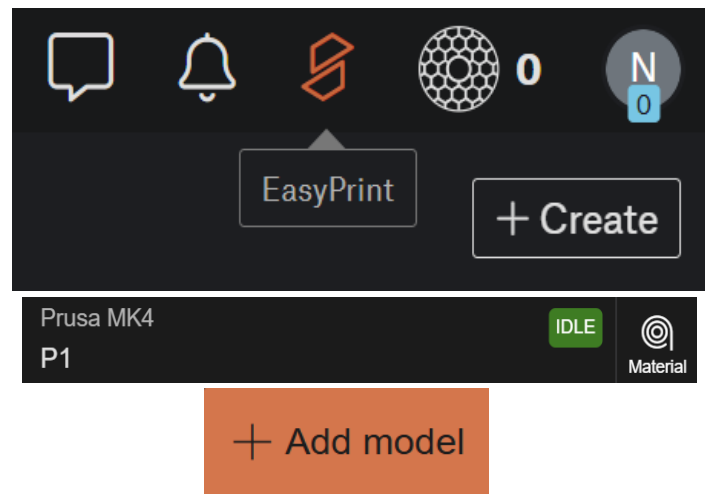 0
N
0
EasyPrint
+ Create
Prusa MK4
IDLE
P1
Material
+ Add model